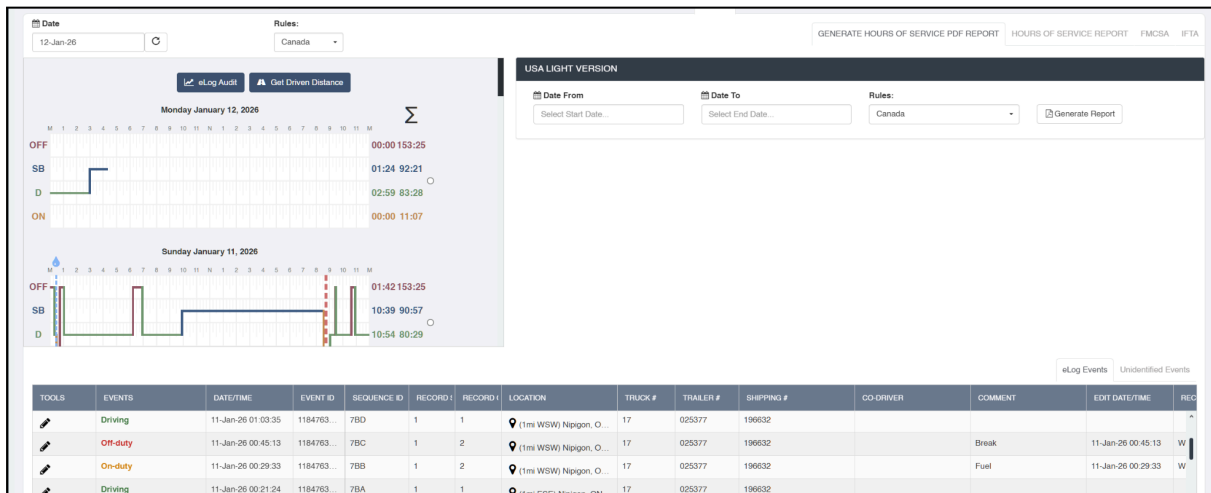 Date Rules:
12-Jan-26 Canada
GENERATE HOURS OF SERVICE PDF REPORT HOURS OF SERVICE REPORT FMCSA IFTA
eLog Audit Get Driven Distance
Monday January 12, 2026 Σ
M 1 2 3 4 5 6 7 8 9 10 11 N 1 2 3 4 5 6 7 8 9 10 11 M
OFF 00:00 153:25
SB 01:24 92:21
D 02:59 83:28
ON 00:00 11:07
Sunday January 11, 2026
M 1 2 3 4 5 6 7 8 9 10 11 N 1 2 3 4 5 6 7 8 9 10 11 M
OFF 01:42 153:25
SB 10:39 90:57
D 10:54 80:29
USA LIGHT VERSION
Date From Date To Rules:
Select Start Date... Select End Date... Canada Generate Report
eLog Events Unidentified Events
TOOLS EVENTS DATE/TIME EVENT ID SEQUENCE ID RECORD RECORD LOCATION TRUCK # TRAILER # SHIPPING # CO-DRIVER COMMENT EDIT DATE/TIME REC
Driving 11-Jan-26 01:03:35 1184763... 7BD 1 1 (1mi WSW) Nipigon, O... 17 025377 196632
Off-duty 11-Jan-26 00:45:13 1184763... 7BC 1 2 (1mi WSW) Nipigon, O... 17 025377 196632 Break 11-Jan-26 00:45:13 W
On-duty 11-Jan-26 00:29:33 1184763... 7BB 1 2 (1mi WSW) Nipigon, O... 17 025377 196632 Fuel 11-Jan-26 00:29:33 W
Driving 11-Jan-26 00:21:24 1184763... 7BA 1 1 Nipigon, ON 17 025377 196632